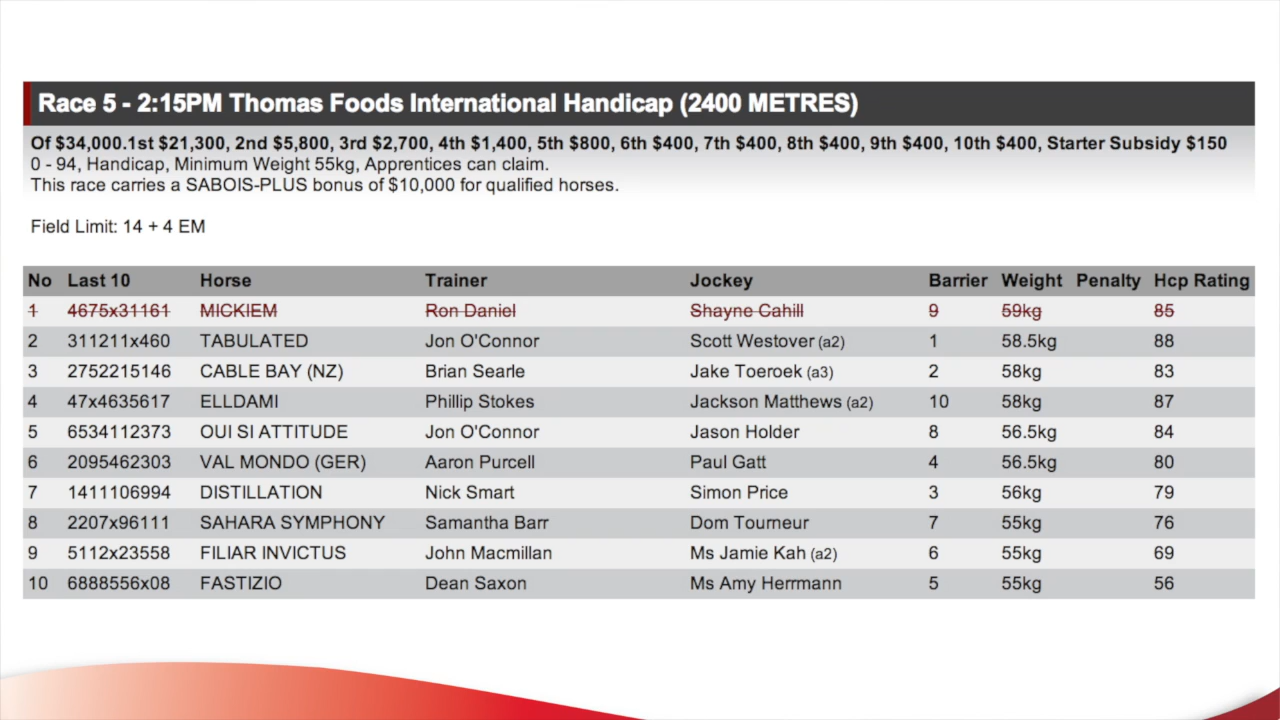 Race 5 - 2:15PM Thomas Foods International Handicap (2400 METRES)
Of $34,000.1st $21,300, 2nd $5,800, 3rd $2,700, 4th $1,400, 5th $800, 6th $400, 7th $400, 8th $400, 9th $400, 10th $400, Starter Subsidy $150
0 - 94, Handicap, Minimum Weight 55kg, Apprentices can claim.
This race carries a SABOIS-PLUS bonus of $10,000 for qualified horses.
Field Limit: 14 + 4 EM
No Last 10 Horse Trainer Jockey Barrier Weight Penalty Hcp Rating
1 4675x31161 MICKIEM Ron Daniel Shayne Cahill 9 59kg 85
2 311211x460 TABULATED Jon O'Connor Scott Westover (a2) 1 58.5kg 88
3 2752215146 CABLE BAY (NZ) Brian Searle Jake Toeroek (a3) 2 58kg 83
4 47x4635617 ELLDAMI Phillip Stokes Jackson Matthews (a2) 10 58kg 87
5 6534112373 OUI SI ATTITUDE Jon O'Connor Jason Holder 8 56.5kg 84
6 2095462303 VAL MONDO (GER) Aaron Purcell Paul Gatt 4 56.5kg 80
7 1411106994 DISTILLATION Nick Smart Simon Price 3 56kg 79
8 2207x96111 SAHARA SYMPHONY Samantha Barr Dom Tourneur 7 55kg 76
9 5112x23558 FILIAR INVICTUS John Macmillan Ms Jamie Kah (a2) 6 55kg 69
10 6888556x08 FASTIZIO Dean Saxon Ms Amy Herrmann 5 55kg 56